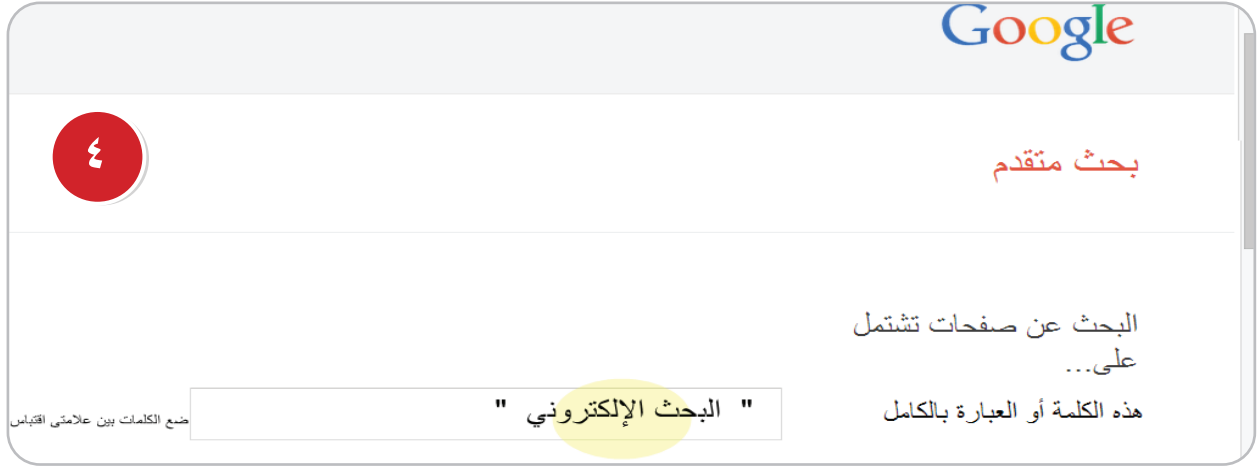 Google
بحث متقدم
٤
البحث عن صفحات تشتمل
على...
هذه الكلمة أو العبارة بالكامل
" البحث الإلكتروني "
ضع الكلمات بين علامتى اقتباس